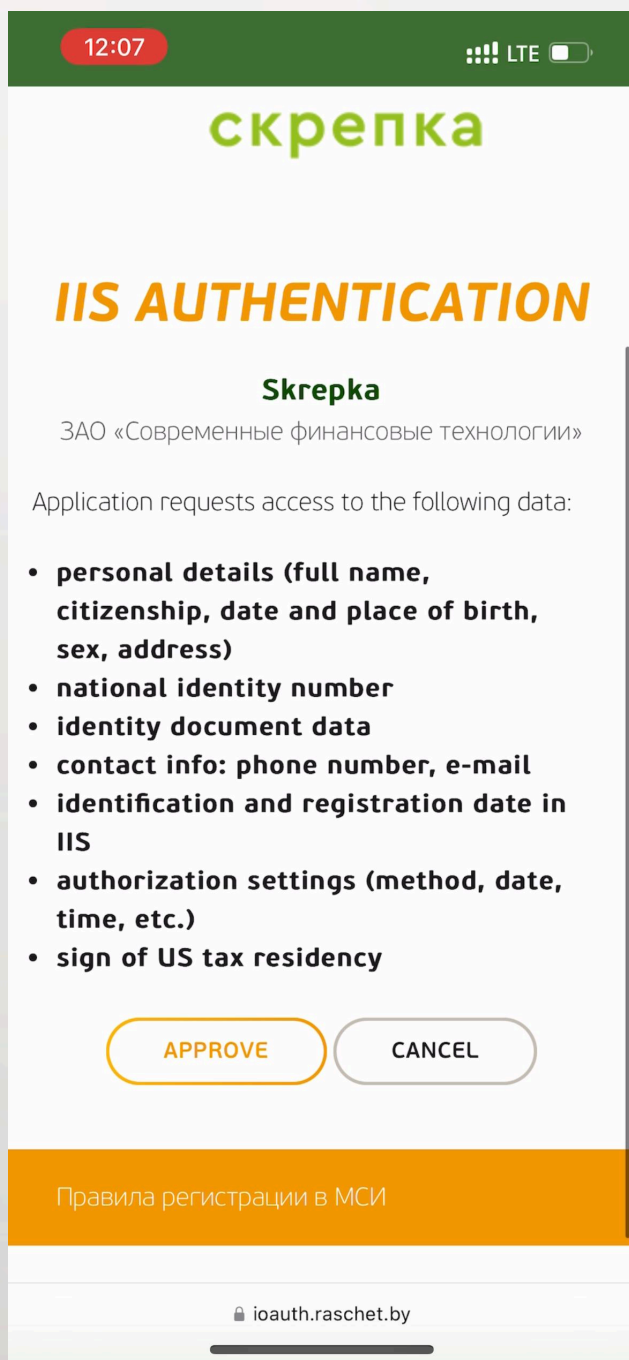 12:07
LTE
скрепка
IIS AUTHENTICATION
Skrepka
ЗАО «Современные финансовые технологии»
Application requests access to the following data:
• personal details (full name,
citizenship, date and place of birth,
sex, address)
• national identity number
• identity document data
• contact info: phone number, e-mail
• identification and registration date in
IIS
• authorization settings (method, date,
time, etc.)
• sign of US tax residency
APPROVE
CANCEL
Правила регистрации в МСИ
ioauth.raschet.by